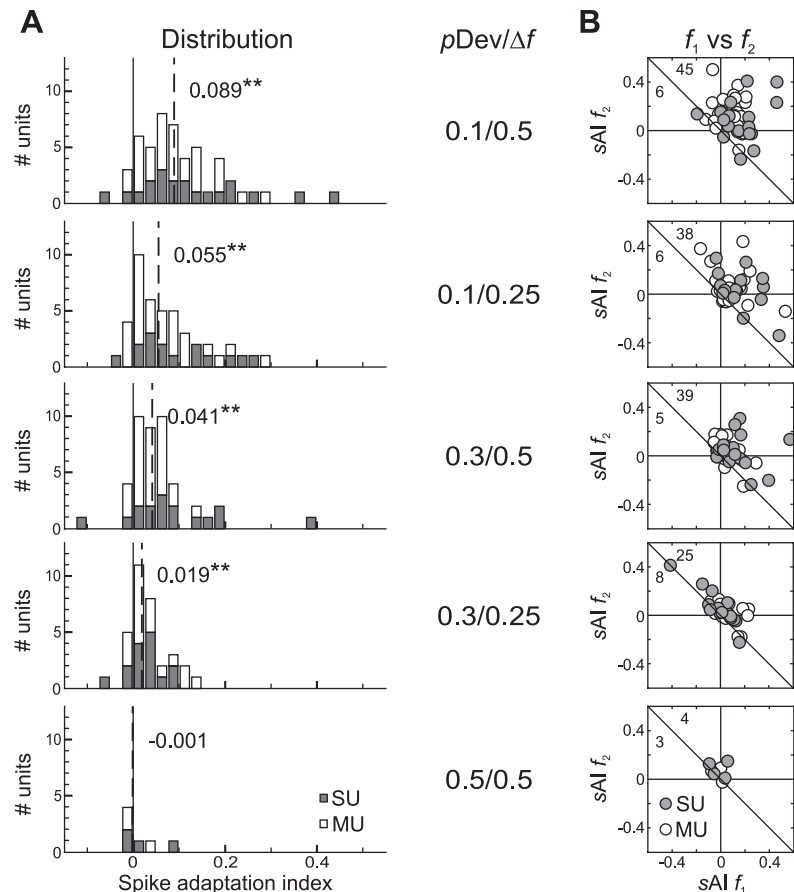 A
Distribution
pDev/Δf
B
f₁ vs f₂
# units
10
5
0
0.089**
0.1/0.5
sAI f₂
0.4
0
-0.4
6
45
# units
10
5
0
0.055**
0.1/0.25
sAI f₂
0.4
0
-0.4
6
38
# units
10
5
0
0.041**
0.3/0.5
sAI f₂
0.4
0
-0.4
5
39
# units
10
5
0
0.019**
0.3/0.25
sAI f₂
0.4
0
-0.4
8
25
# units
10
5
0
-0.001
SU
MU
0.5/0.5
sAI f₂
0.4
0
-0.4
3
4
SU
MU
0 0.2 0.4
Spike adaptation index
-0.4 0 0.4
sAI f₁